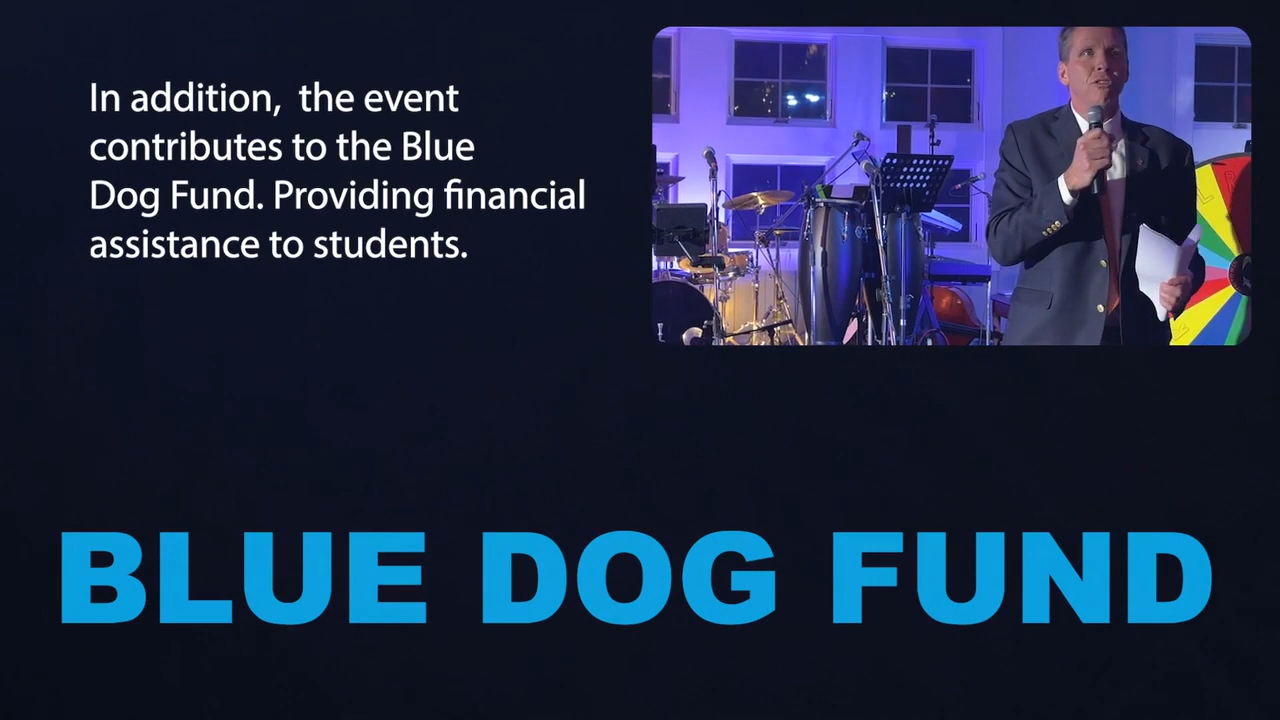 In addition,  the event
contributes to the Blue
Dog Fund. Providing financial
assistance to students.
BLUE DOG FUND